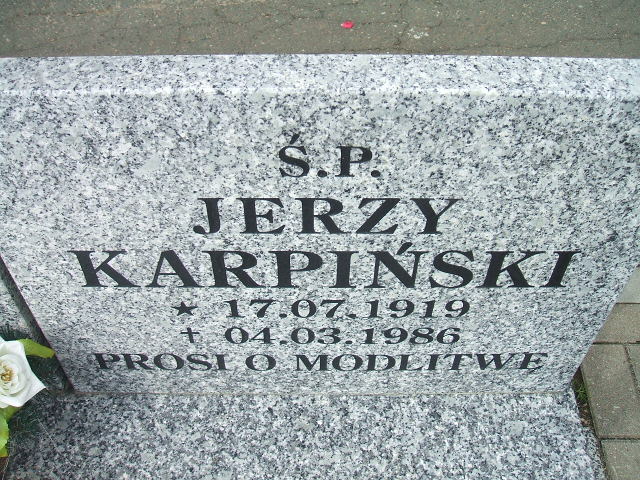 Ś.P.
JERZY
KARPIŃSKI
★ 17.07.1919
✝ 04.03.1986
PROSI O MODLITWĘ